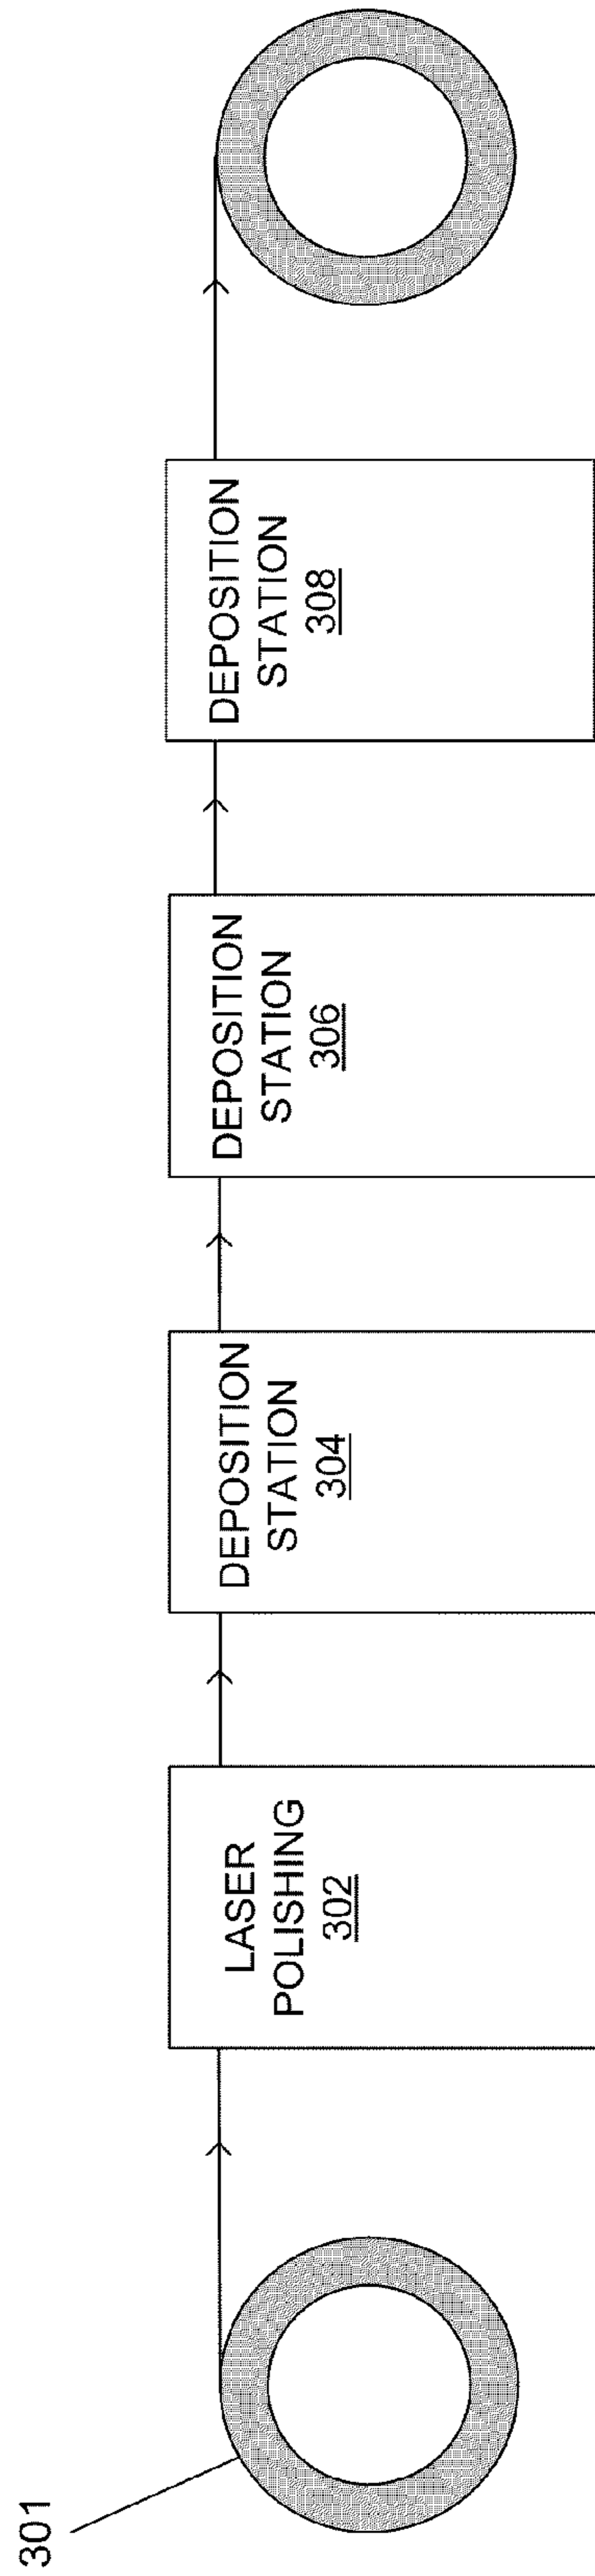 301
LASER
POLISHING
302
DEPOSITION
STATION
304
DEPOSITION
STATION
306
DEPOSITION
STATION
308